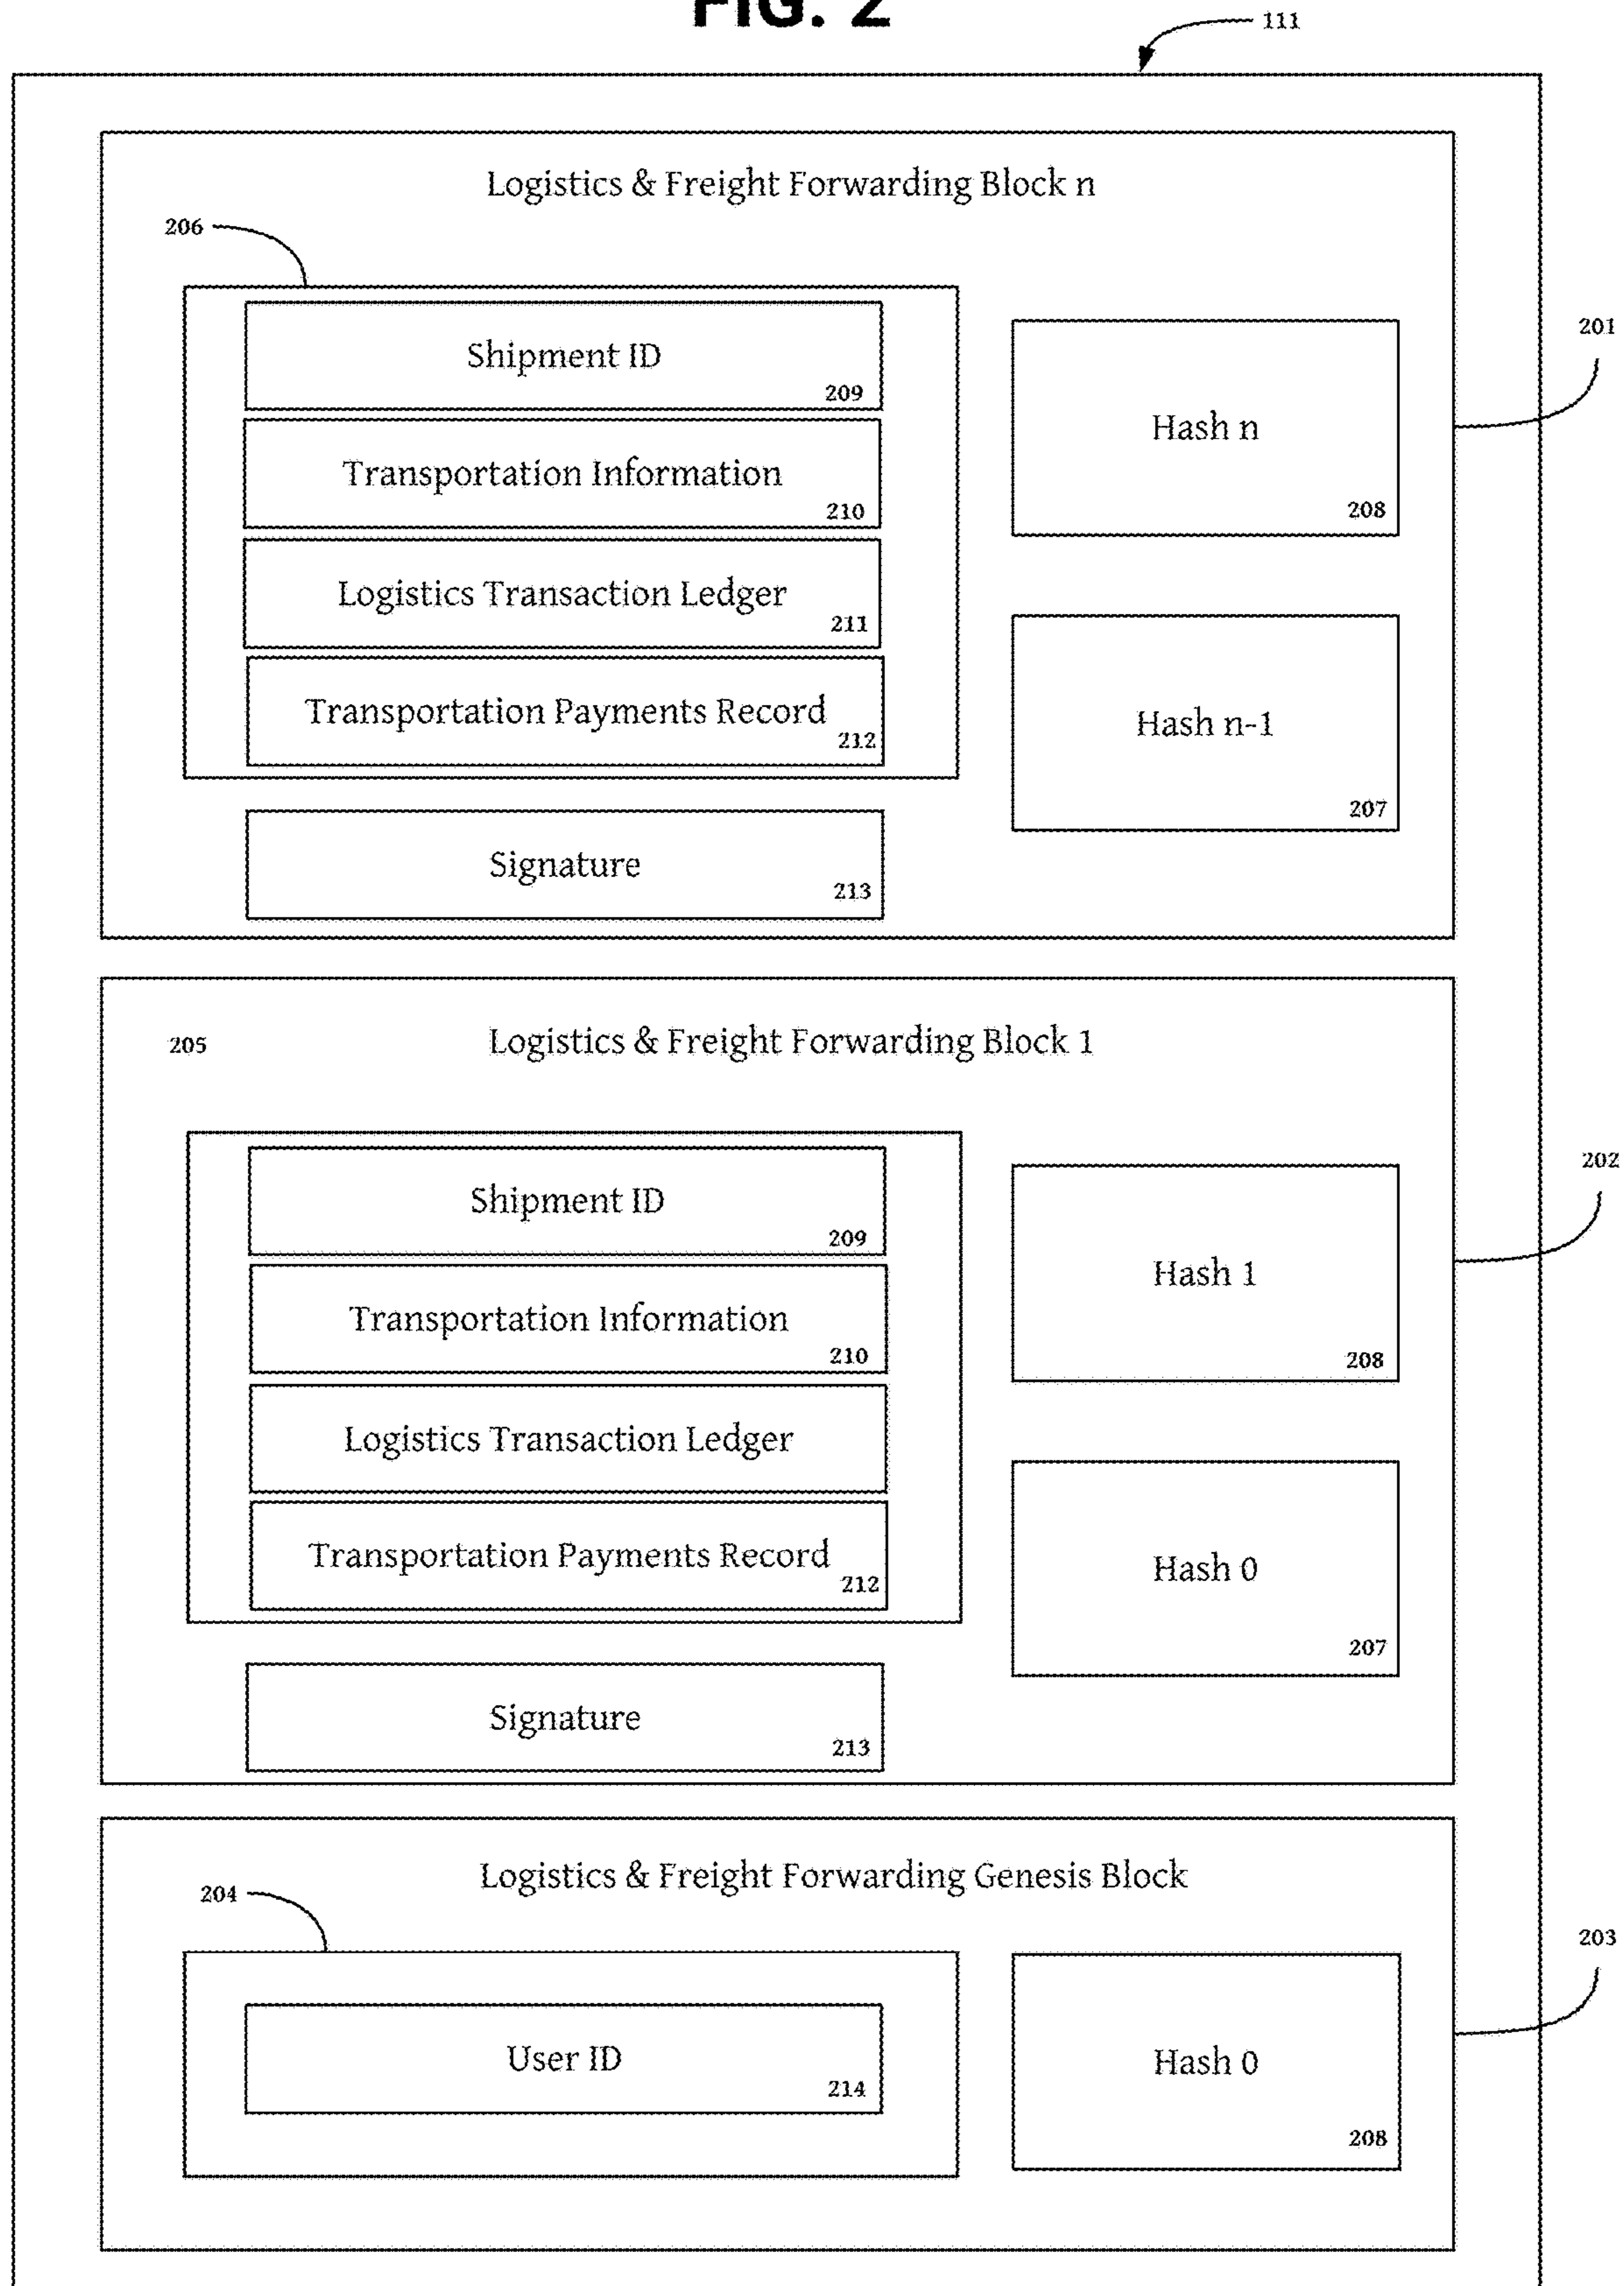 FIG. 2
111
Logistics & Freight Forwarding Block n
206
Shipment ID
209
Transportation Information
210
Logistics Transaction Ledger
211
Transportation Payments Record
212
Signature
213
Hash n
208
Hash n-1
207
201
Logistics & Freight Forwarding Block 1
205
Shipment ID
209
Transportation Information
210
Logistics Transaction Ledger
Transportation Payments Record
212
Signature
213
Hash 1
208
Hash 0
207
202
Logistics & Freight Forwarding Genesis Block
204
User ID
214
Hash 0
208
203